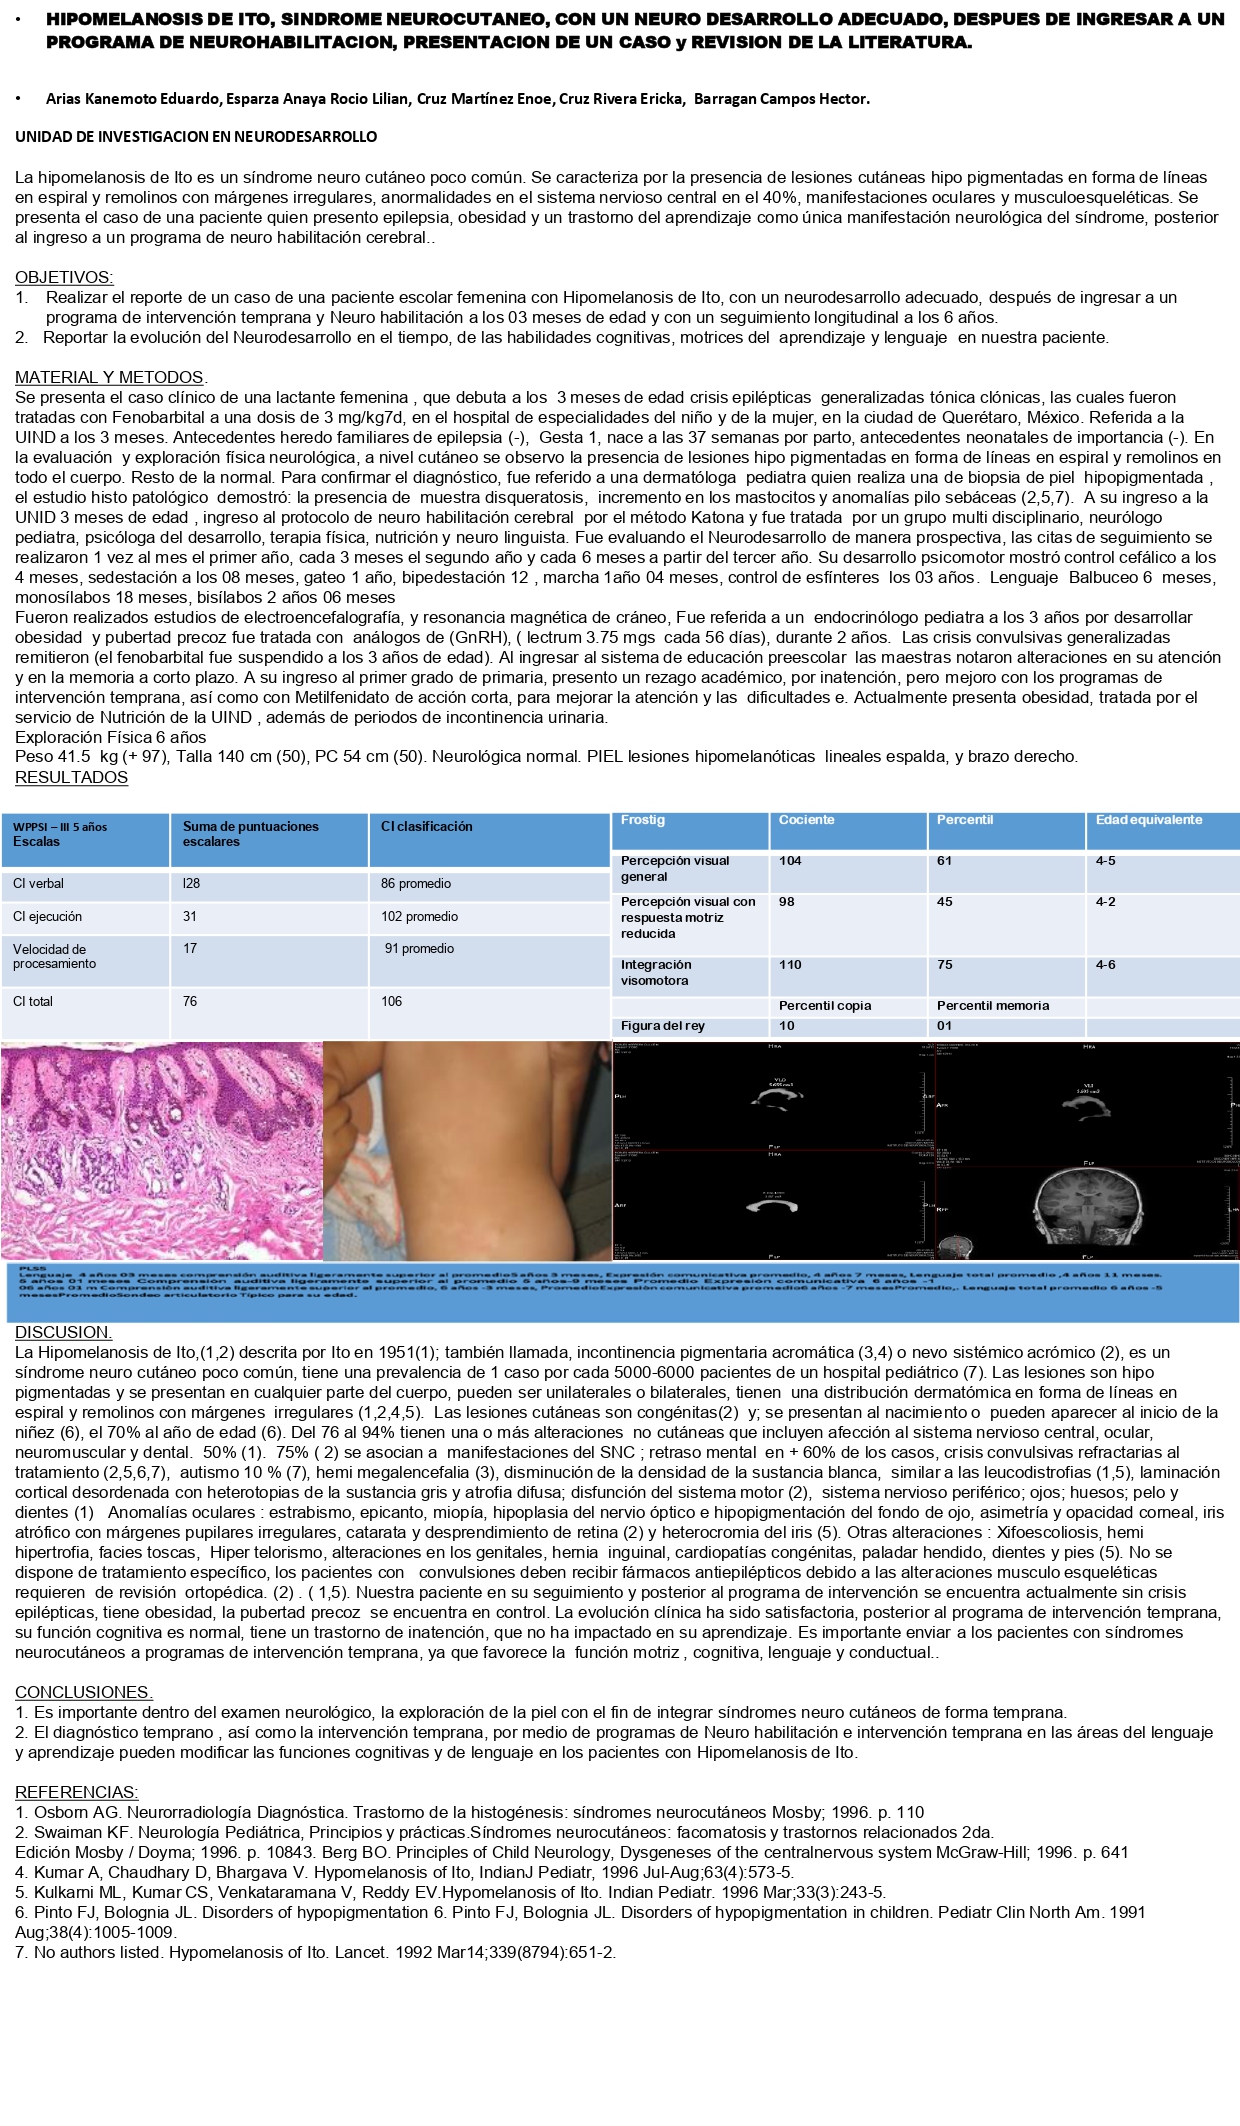 • HIPOMELANOSIS DE ITO, SINDROME NEUROCUTANEO, CON UN NEURO DESARROLLO ADECUADO, DESPUES DE INGRESAR A UN
PROGRAMA DE NEUROHABILITACION, PRESENTACION DE UN CASO y REVISION DE LA LITERATURA.
• Arias Kanemoto Eduardo, Esparza Anaya Rocio Lilian, Cruz Martínez Enoe, Cruz Rivera Ericka, Barragan Campos Hector.
UNIDAD DE INVESTIGACION EN NEURODESARROLLO
La hipomelanosis de Ito es un síndrome neuro cutáneo poco común. Se caracteriza por la presencia de lesiones cutáneas hipo pigmentadas en forma de líneas
en espiral y remolinos con márgenes irregulares, anormalidades en el sistema nervioso central en el 40%, manifestaciones oculares y musculoesqueléticas. Se
presenta el caso de una paciente quien presento epilepsia, obesidad y un trastorno del aprendizaje como única manifestación neurológica del síndrome, posterior
al ingreso a un programa de neuro habilitación cerebral..
OBJETIVOS:
1. Realizar el reporte de un caso de una paciente escolar femenina con Hipomelanosis de Ito, con un neurodesarrollo adecuado, después de ingresar a un
programa de intervención temprana y Neuro habilitación a los 03 meses de edad y con un seguimiento longitudinal a los 6 años.
2. Reportar la evolución del Neurodesarrollo en el tiempo, de las habilidades cognitivas, motrices del aprendizaje y lenguaje en nuestra paciente.
MATERIAL Y METODOS.
Se presenta el caso clínico de una lactante femenina , que debuta a los 3 meses de edad crisis epilépticas generalizadas tónica clónicas, las cuales fueron
tratadas con Fenobarbital a una dosis de 3 mg/kg7d, en el hospital de especialidades del niño y de la mujer, en la ciudad de Querétaro, México. Referida a la
UIND a los 3 meses. Antecedentes heredo familiares de epilepsia (-), Gesta 1, nace a las 37 semanas por parto, antecedentes neonatales de importancia (-). En
la evaluación y exploración física neurológica, a nivel cutáneo se observo la presencia de lesiones hipo pigmentadas en forma de líneas en espiral y remolinos en
todo el cuerpo. Resto de la normal. Para confirmar el diagnóstico, fue referido a una dermatóloga pediatra quien realiza una de biopsia de piel hipopigmentada ,
el estudio histo patológico demostró: la presencia de muestra disqueratosis, incremento en los mastocitos y anomalías pilo sebáceas (2,5,7). A su ingreso a la
UNID 3 meses de edad , ingreso al protocolo de neuro habilitación cerebral por el método Katona y fue tratada por un grupo multi disciplinario, neurólogo
pediatra, psicóloga del desarrollo, terapia física, nutrición y neuro linguista. Fue evaluando el Neurodesarrollo de manera prospectiva, las citas de seguimiento se
realizaron 1 vez al mes el primer año, cada 3 meses el segundo año y cada 6 meses a partir del tercer año. Su desarrollo psicomotor mostró control cefálico a los
4 meses, sedestación a los 08 meses, gateo 1 año, bipedestación 12 , marcha 1año 04 meses, control de esfínteres los 03 años. Lenguaje Balbuceo 6 meses,
monosílabos 18 meses, bisílabos 2 años 06 meses
Fueron realizados estudios de electroencefalografía, y resonancia magnética de cráneo, Fue referida a un endocrinólogo pediatra a los 3 años por desarrollar
obesidad y pubertad precoz fue tratada con análogos de (GnRH), ( lectrum 3.75 mgs cada 56 días), durante 2 años. Las crisis convulsivas generalizadas
remitieron (el fenobarbital fue suspendido a los 3 años de edad). Al ingresar al sistema de educación preescolar las maestras notaron alteraciones en su atención
y en la memoria a corto plazo. A su ingreso al primer grado de primaria, presento un rezago académico, por inatención, pero mejoro con los programas de
intervención temprana, así como con Metilfenidato de acción corta, para mejorar la atención y las dificultades e. Actualmente presenta obesidad, tratada por el
servicio de Nutrición de la UIND , además de periodos de incontinencia urinaria.
Exploración Física 6 años
Peso 41.5 kg (+ 97), Talla 140 cm (50), PC 54 cm (50). Neurológica normal. PIEL lesiones hipomelanóticas lineales espalda, y brazo derecho.
RESULTADOS
WPPSI – III 5 años Escalas | Suma de puntuaciones escalares | CI clasificación
CI verbal | l28 | 86 promedio
CI ejecución | 31 | 102 promedio
Velocidad de procesamiento | 17 | 91 promedio
CI total | 76 | 106
Frostig | Cociente | Percentil | Edad equivalente
Percepción visual general | 104 | 61 | 4-5
Percepción visual con respuesta motriz reducida | 98 | 45 | 4-2
Integración visomotora | 110 | 75 | 4-6
Percentil copia | Percentil memoria
Figura del rey | 10 | 01
PLS5
Lenguaje 4 años 03 meses comprensión auditiva ligeramente superior al promedio5 años 3 meses, Expresión comunicativa promedio, 4 años 7 meses, Lenguaje total promedio ,4 años 11 meses.
5 años 01 meses Comprensión auditiva ligeramento superior al promedio 5 años-9 meses Promedio Expresión comunicativa 6 años -1
06 años 01 m Comprensión auditiva ligeramente superior al promedio, 6 años -3 meses, PromedioExpresión comunicativa promedio6 años -7 mesesPromedio,. Lenguaje total promedio 6 años -5
mesesPromedioSondeo articulatorio Típico para su edad.
DISCUSION.
La Hipomelanosis de Ito,(1,2) descrita por Ito en 1951(1); también llamada, incontinencia pigmentaria acromática (3,4) o nevo sistémico acrómico (2), es un
síndrome neuro cutáneo poco común, tiene una prevalencia de 1 caso por cada 5000-6000 pacientes de un hospital pediátrico (7). Las lesiones son hipo
pigmentadas y se presentan en cualquier parte del cuerpo, pueden ser unilaterales o bilaterales, tienen una distribución dermatómica en forma de líneas en
espiral y remolinos con márgenes irregulares (1,2,4,5). Las lesiones cutáneas son congénitas(2) y; se presentan al nacimiento o pueden aparecer al inicio de la
niñez (6), el 70% al año de edad (6). Del 76 al 94% tienen una o más alteraciones no cutáneas que incluyen afección al sistema nervioso central, ocular,
neuromuscular y dental. 50% (1). 75% ( 2) se asocian a manifestaciones del SNC ; retraso mental en + 60% de los casos, crisis convulsivas refractarias al
tratamiento (2,5,6,7), autismo 10 % (7), hemi megalencefalia (3), disminución de la densidad de la sustancia blanca, similar a las leucodistrofias (1,5), laminación
cortical desordenada con heterotopias de la sustancia gris y atrofia difusa; disfunción del sistema motor (2), sistema nervioso periférico; ojos; huesos; pelo y
dientes (1) Anomalías oculares : estrabismo, epicanto, miopía, hipoplasia del nervio óptico e hipopigmentación del fondo de ojo, asimetría y opacidad corneal, iris
atrófico con márgenes pupilares irregulares, catarata y desprendimiento de retina (2) y heterocromia del iris (5). Otras alteraciones : Xifoescoliosis, hemi
hipertrofia, facies toscas, Hiper telorismo, alteraciones en los genitales, hernia inguinal, cardiopatías congénitas, paladar hendido, dientes y pies (5). No se
dispone de tratamiento específico, los pacientes con convulsiones deben recibir fármacos antiepilépticos debido a las alteraciones musculo esqueléticas
requieren de revisión ortopédica. (2) . ( 1,5). Nuestra paciente en su seguimiento y posterior al programa de intervención se encuentra actualmente sin crisis
epilépticas, tiene obesidad, la pubertad precoz se encuentra en control. La evolución clínica ha sido satisfactoria, posterior al programa de intervención temprana,
su función cognitiva es normal, tiene un trastorno de inatención, que no ha impactado en su aprendizaje. Es importante enviar a los pacientes con síndromes
neurocutáneos a programas de intervención temprana, ya que favorece la función motriz , cognitiva, lenguaje y conductual..
CONCLUSIONES.
1. Es importante dentro del examen neurológico, la exploración de la piel con el fin de integrar síndromes neuro cutáneos de forma temprana.
2. El diagnóstico temprano , así como la intervención temprana, por medio de programas de Neuro habilitación e intervención temprana en las áreas del lenguaje
y aprendizaje pueden modificar las funciones cognitivas y de lenguaje en los pacientes con Hipomelanosis de Ito.
REFERENCIAS:
1. Osborn AG. Neurorradiología Diagnóstica. Trastorno de la histogénesis: síndromes neurocutáneos Mosby; 1996. p. 110
2. Swaiman KF. Neurología Pediátrica, Principios y prácticas.Síndromes neurocutáneos: facomatosis y trastornos relacionados 2da.
Edición Mosby / Doyma; 1996. p. 10843. Berg BO. Principles of Child Neurology, Dysgeneses of the centralnervous system McGraw-Hill; 1996. p. 641
4. Kumar A, Chaudhary D, Bhargava V. Hypomelanosis of Ito, IndianJ Pediatr, 1996 Jul-Aug;63(4):573-5.
5. Kulkarni ML, Kumar CS, Venkataramana V, Reddy EV.Hypomelanosis of Ito. Indian Pediatr. 1996 Mar;33(3):243-5.
6. Pinto FJ, Bolognia JL. Disorders of hypopigmentation 6. Pinto FJ, Bolognia JL. Disorders of hypopigmentation in children. Pediatr Clin North Am. 1991
Aug;38(4):1005-1009.
7. No authors listed. Hypomelanosis of Ito. Lancet. 1992 Mar14;339(8794):651-2.